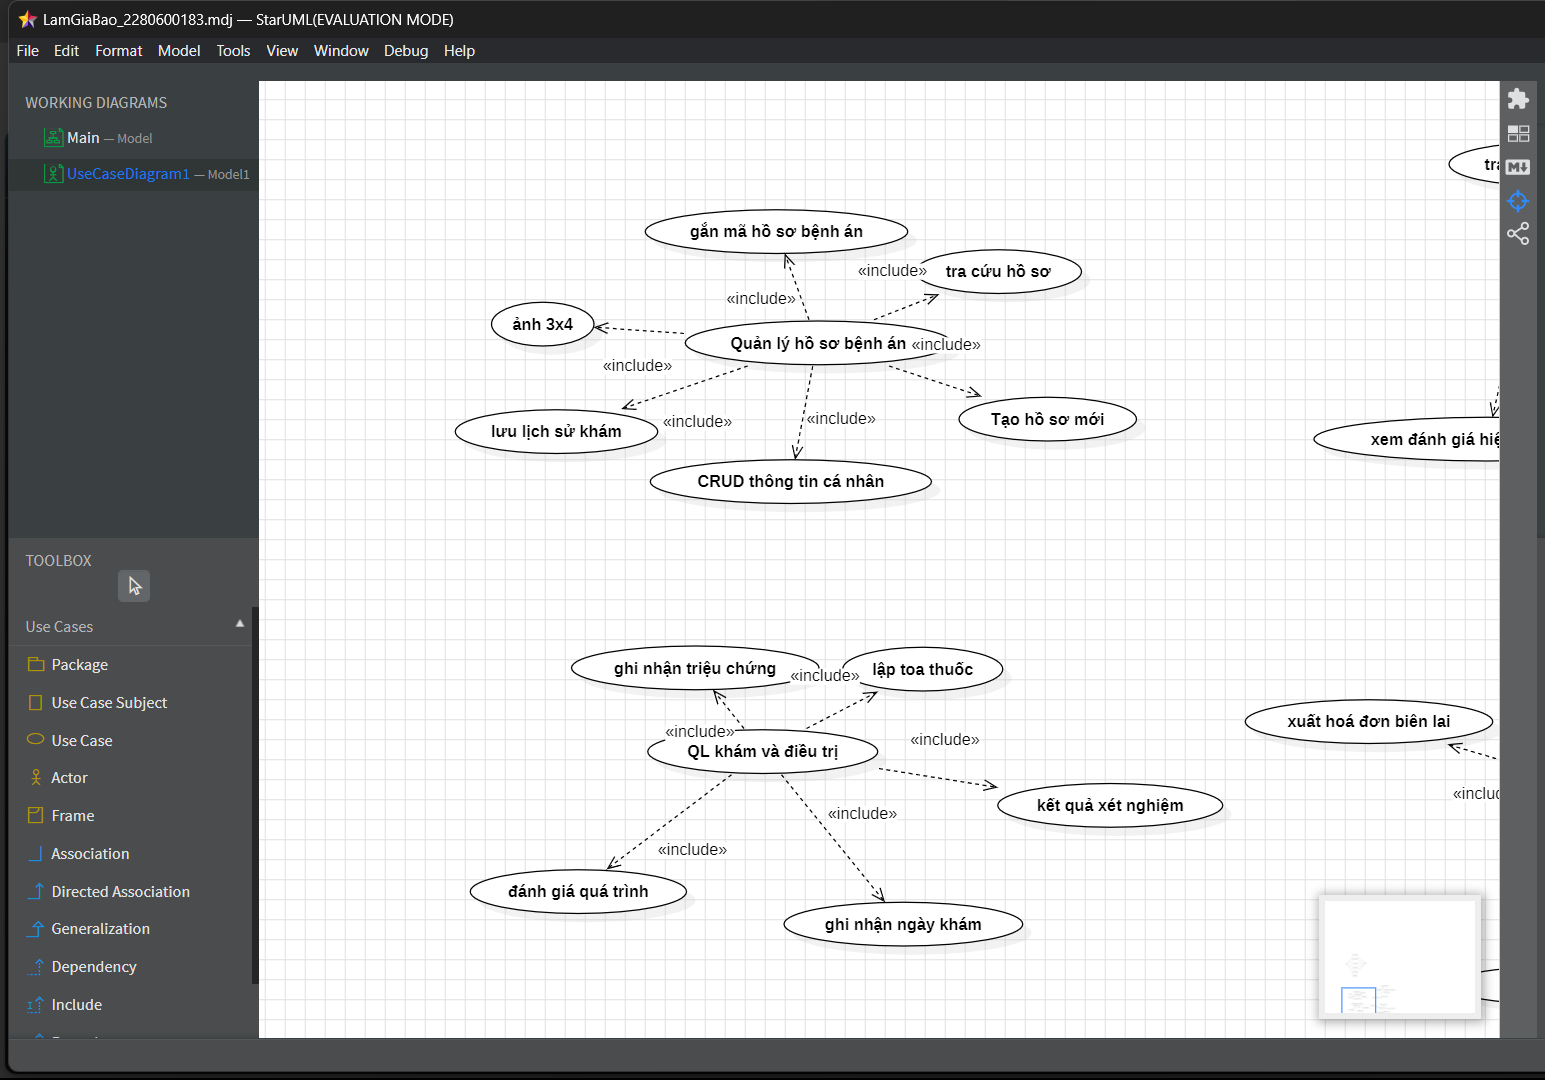 LamGiaBao_2280600183.mdj — StarUML(EVALUATION MODE)
File Edit Format Model Tools View Window Debug Help
WORKING DIAGRAMS
Main — Model
UseCaseDiagram1 — Model1
TOOLBOX
Use Cases
Package
Use Case Subject
Use Case
Actor
Frame
Association
Directed Association
Generalization
Dependency
Include
gắn mã hồ sơ bệnh án
«include»
tra cứu hồ sơ
«include»
ảnh 3x4
Quản lý hồ sơ bệnh án
«include»
«include»
lưu lịch sử khám
«include»
«include»
Tạo hồ sơ mới
CRUD thông tin cá nhân
xem đánh giá
ghi nhận triệu chứng
«include»
lập toa thuốc
«include»
QL khám và điều trị
«include»
kết quả xét nghiệm
«include»
«include»
đánh giá quá trình
ghi nhận ngày khám
xuất hoá đơn biên lai
M↓